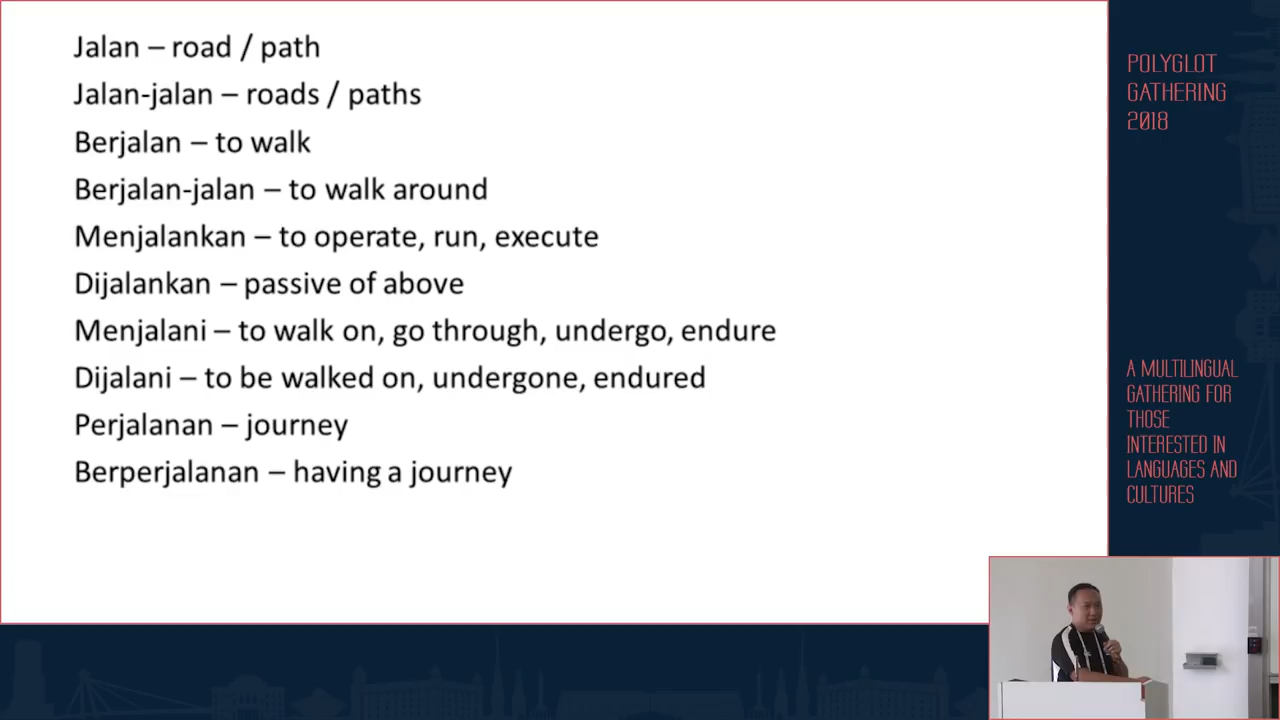 Jalan – road / path
Jalan-jalan – roads / paths
Berjalan – to walk
Berjalan-jalan – to walk around
Menjalankan – to operate, run, execute
Dijalankan – passive of above
Menjalani – to walk on, go through, undergo, endure
Dijalani – to be walked on, undergone, endured
Perjalanan – journey
Berperjalanan – having a journey
POLYGLOT
GATHERING
2018
A MULTILINGUAL
GATHERING FOR
THOSE
INTERESTED IN
LANGUAGES AND
CULTURES